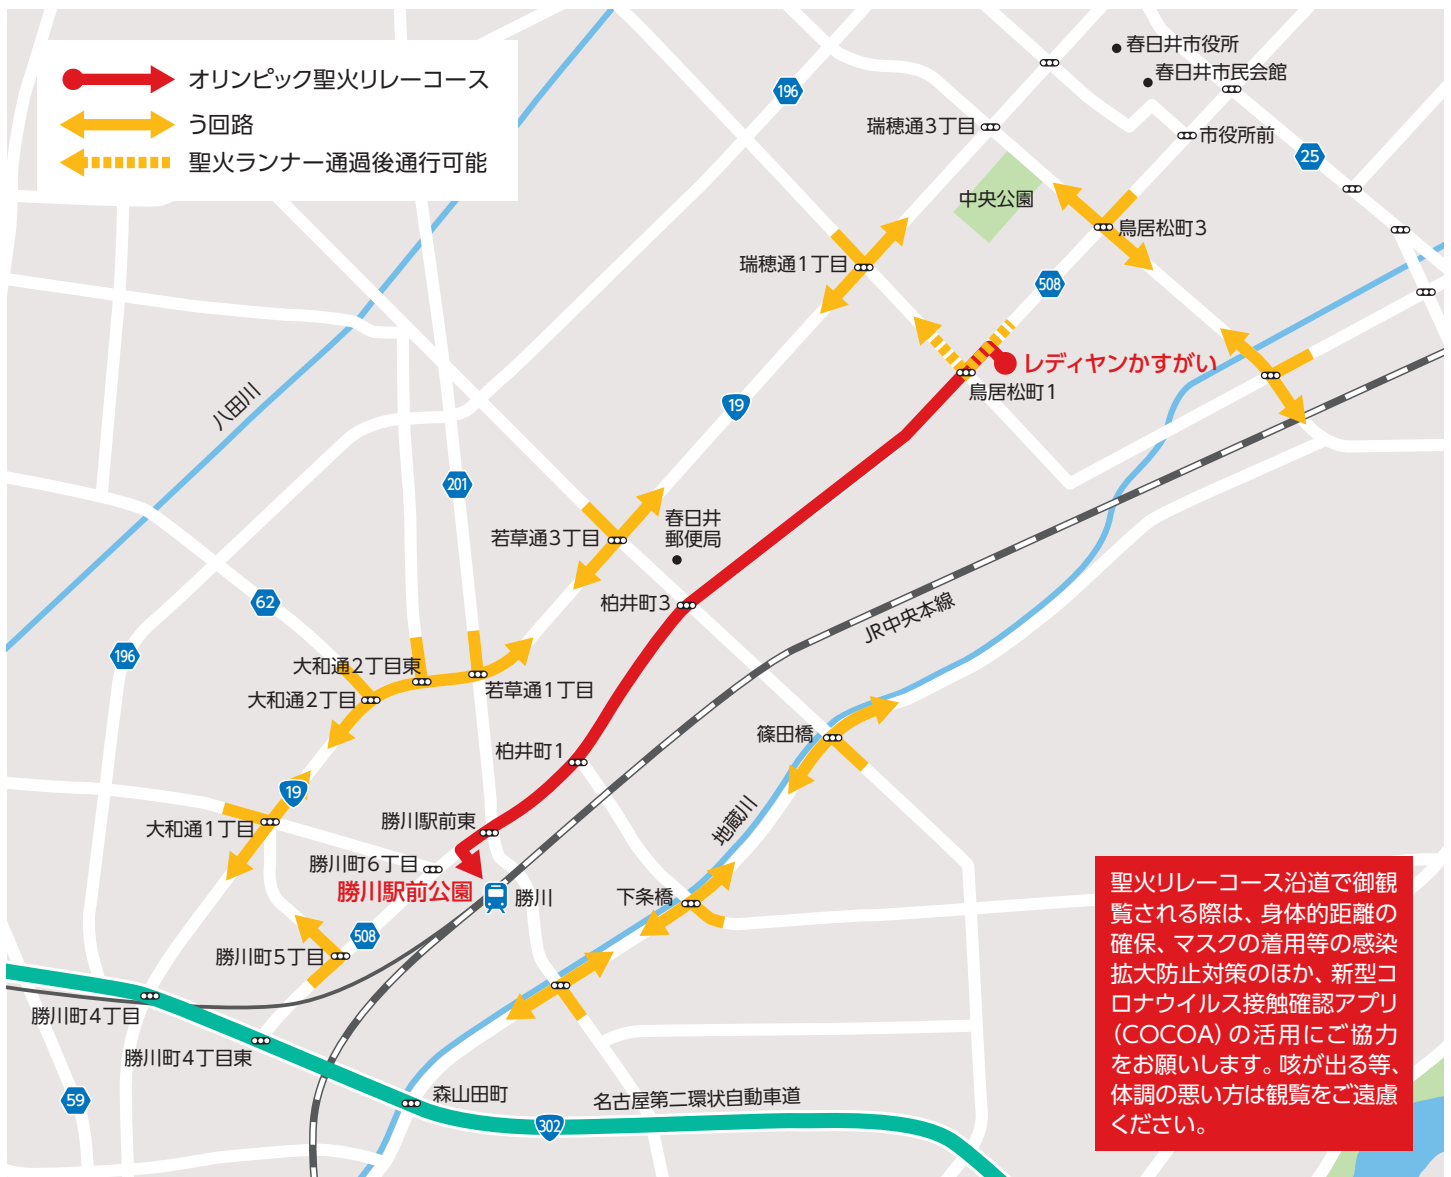 オリンピック聖火リレーコース
う回路
聖火ランナー通過後通行可能
春日井市役所
春日井市民会館
196
瑞穂通3丁目
市役所前
25
中央公園
鳥居松町3
瑞穂通1丁目
508
レディヤンかすがい
鳥居松町1
八田川
19
201
若草通3丁目
春日井
郵便局
62
柏井町3
JR中央本線
196
大和通2丁目東
大和通2丁目
若草通1丁目
篠田橋
柏井町1
19
大和通1丁目
勝川駅前東
地蔵川
勝川町6丁目
勝川駅前公園
勝川
下条橋
508
勝川町5丁目
勝川町4丁目
勝川町4丁目東
59
森山田町
名古屋第二環状自動車道
302
聖火リレーコース沿道で御観
覧される際は、身体的距離の
確保、マスクの着用等の感染
拡大防止対策のほか、新型コ
ロナウイルス接触確認アプリ
(COCOA)の活用にご協力
をお願いします。咳が出る等、
体調の悪い方は観覧をご遠慮
ください。